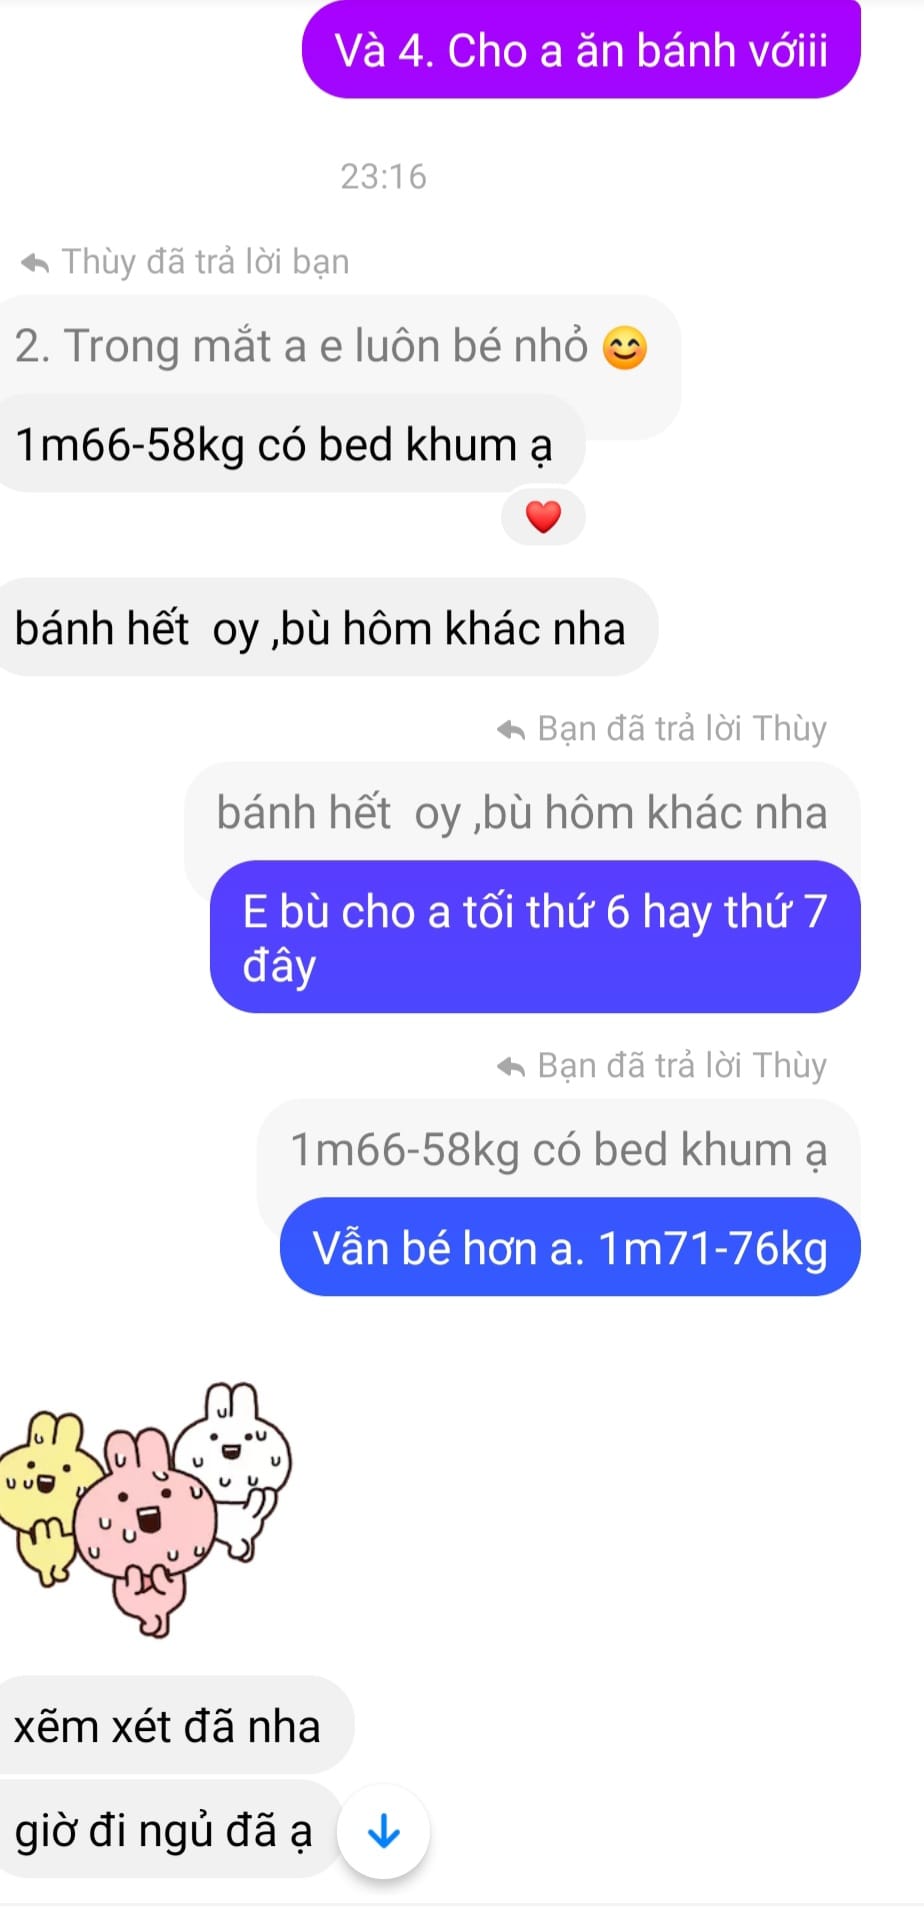 Và 4. Cho a ăn bánh vớiii
23:16
Thùy đã trả lời bạn
2. Trong mắt a e luôn bé nhỏ 😊
1m66-58kg có bed khum ạ
❤️
bánh hết  oy ,bù hôm khác nha
Bạn đã trả lời Thùy
bánh hết  oy ,bù hôm khác nha
E bù cho a tối thứ 6 hay thứ 7
đây
Bạn đã trả lời Thùy
1m66-58kg có bed khum ạ
Vẫn bé hơn a. 1m71-76kg
xẽm xét đã nha
giờ đi ngủ đã ạ